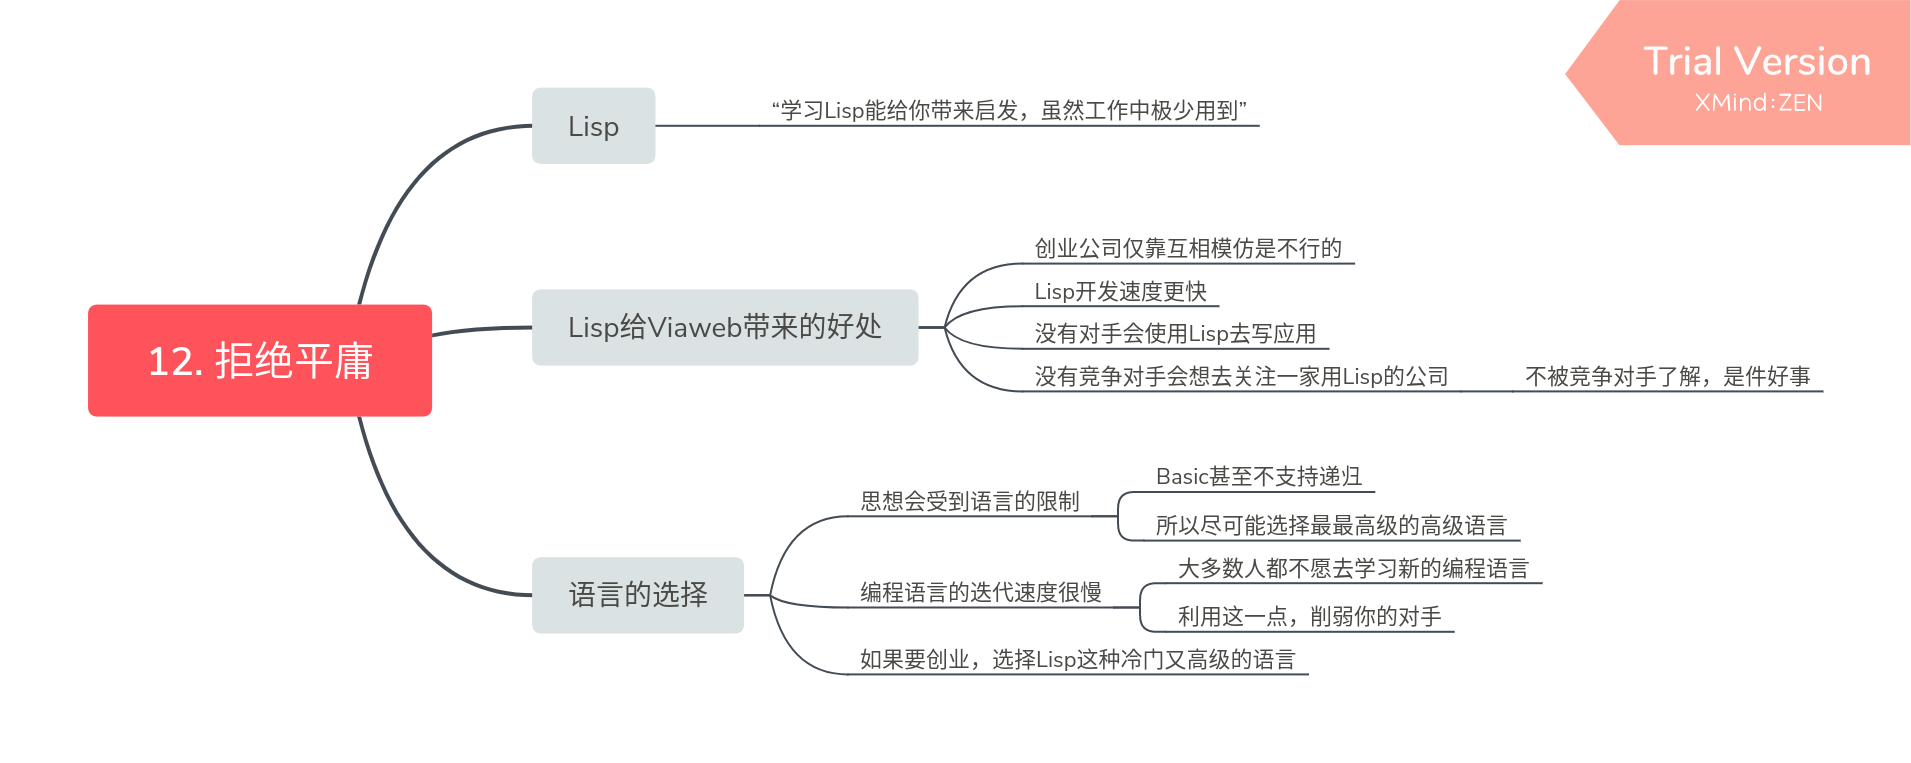 Trial Version
XMind:ZEN
12. 拒绝平庸
Lisp
“学习Lisp能给你带来启发，虽然工作中极少用到”
Lisp给Viaweb带来的好处
创业公司仅靠互相模仿是不行的
Lisp开发速度更快
没有对手会使用Lisp去写应用
没有竞争对手会想去关注一家用Lisp的公司
不被竞争对手了解，是件好事
语言的选择
思想会受到语言的限制
Basic甚至不支持递归
所以尽可能选择最最高级的高级语言
编程语言的迭代速度很慢
大多数人都不愿去学习新的编程语言
利用这一点，削弱你的对手
如果要创业，选择Lisp这种冷门又高级的语言